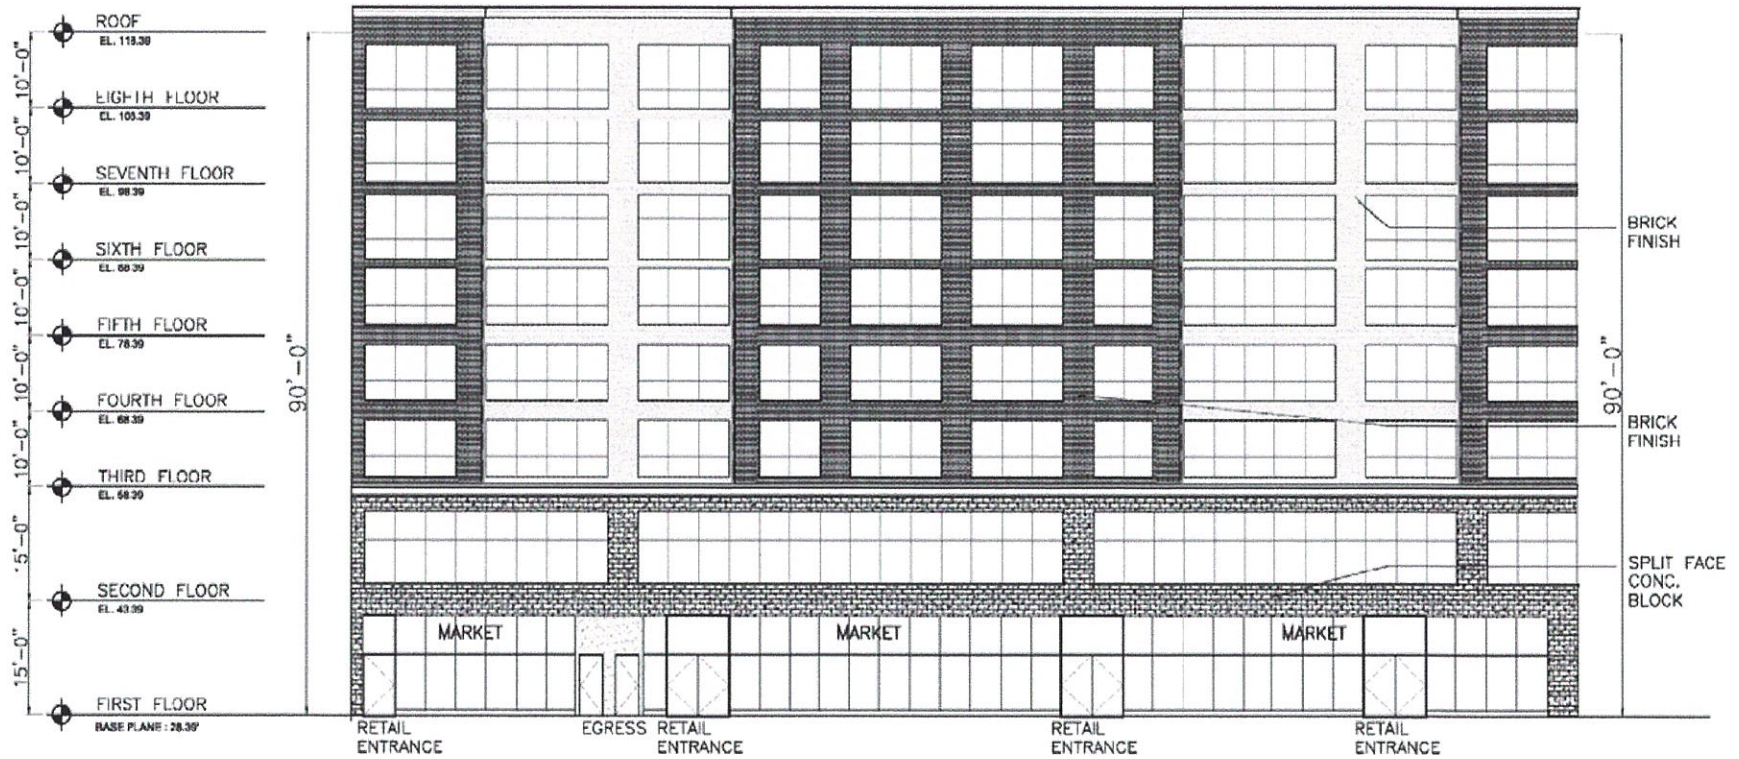 ROOF
EL. 118.39
10'-0"
EIGHTH FLOOR
EL. 108.39
10'-0"
SEVENTH FLOOR
EL. 98.39
10'-0"
SIXTH FLOOR
EL. 88.39
10'-0"
FIFTH FLOOR
EL. 78.39
10'-0"
FOURTH FLOOR
EL. 68.39
10'-0"
THIRD FLOOR
EL. 58.39
15'-0"
SECOND FLOOR
EL. 43.39
15'-0"
FIRST FLOOR
BASE PLANE : 28.39'
90'-0"
90'-0"
BRICK
FINISH
BRICK
FINISH
SPLIT FACE
CONC.
BLOCK
MARKET
MARKET
MARKET
RETAIL
ENTRANCE
EGRESS
RETAIL
ENTRANCE
RETAIL
ENTRANCE
RETAIL
ENTRANCE